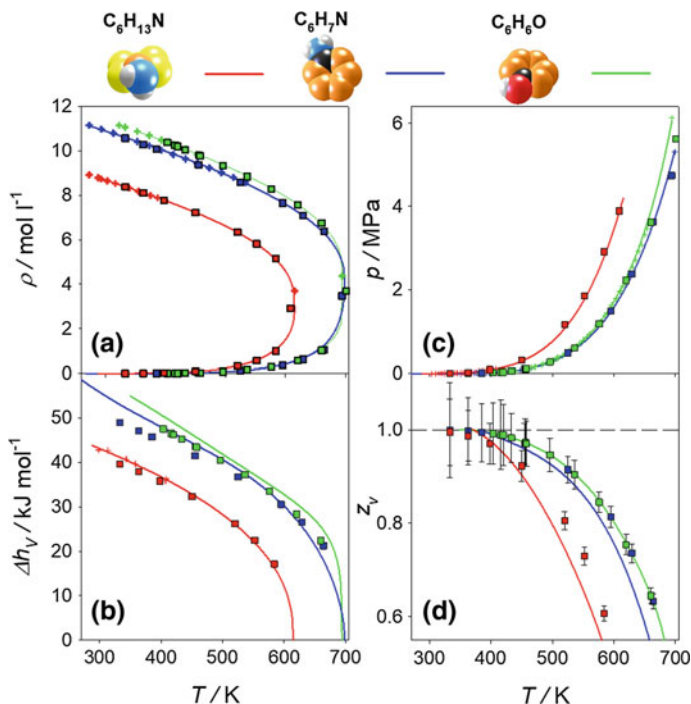 C₆H₁₃N C₆H₇N C₆H₆O
12
10
8
6
4
2
0
ρ / mol l⁻¹
(a)
6
4
2
0
p / MPa
(c)
50
40
30
20
10
0
Δh_V / kJ mol⁻¹
(b)
300 400 500 600 700
T / K
1.0
0.8
0.6
z_v
(d)
300 400 500 600 700
T / K